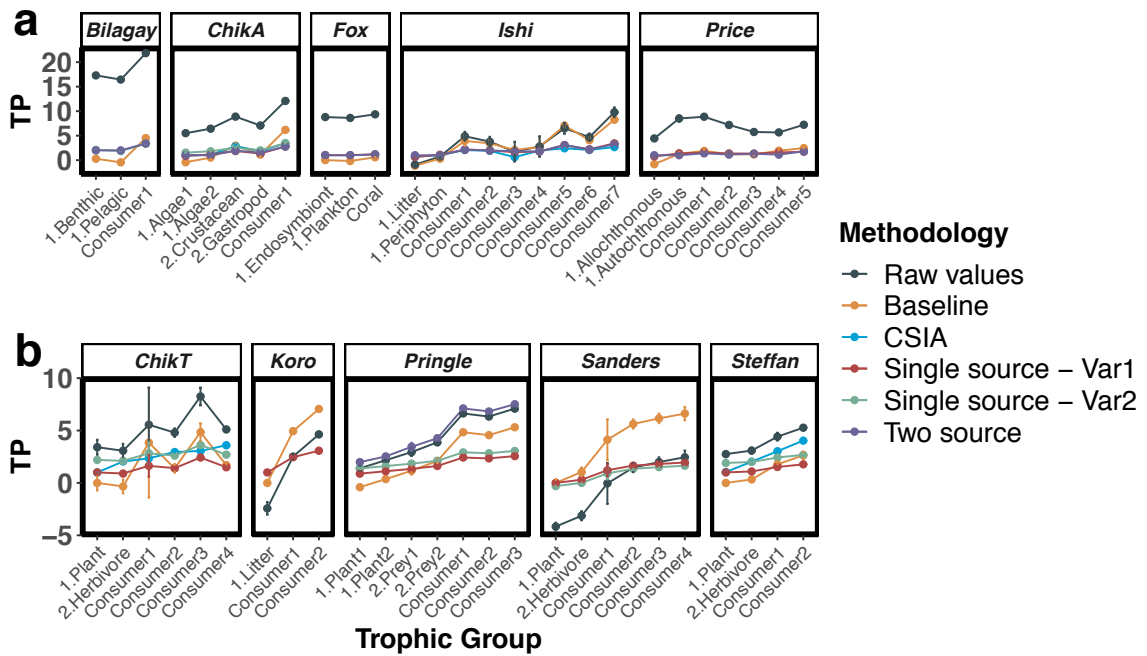 a
Bilagay ChikA Fox Ishi Price
TP
20
15
10
5
0
1.Benthic
1.Pelagic
Consumer1
1.Algae1
1.Algae2
2.Crustacean
2.Gastropod
Consumer1
1.Endosymbiont
1.Plankton
Coral
1.Litter
1.Periphyton
Consumer1
Consumer2
Consumer3
Consumer4
Consumer5
Consumer6
Consumer7
1.Allochthonous
1.Autochthonous
Consumer1
Consumer2
Consumer3
Consumer4
Consumer5
b
ChikT Koro Pringle Sanders Steffan
TP
10
5
0
−5
1.Plant
2.Herbivore
Consumer1
Consumer2
Consumer3
Consumer4
1.Litter
Consumer1
Consumer2
1.Plant1
1.Plant2
2.Prey1
2.Prey2
Consumer1
Consumer2
Consumer3
1.Plant
2.Herbivore
Consumer1
Consumer2
Consumer3
Consumer4
1.Plant
2.Herbivore
Consumer1
Consumer2
Trophic Group
Methodology
Raw values
Baseline
CSIA
Single source − Var1
Single source − Var2
Two source